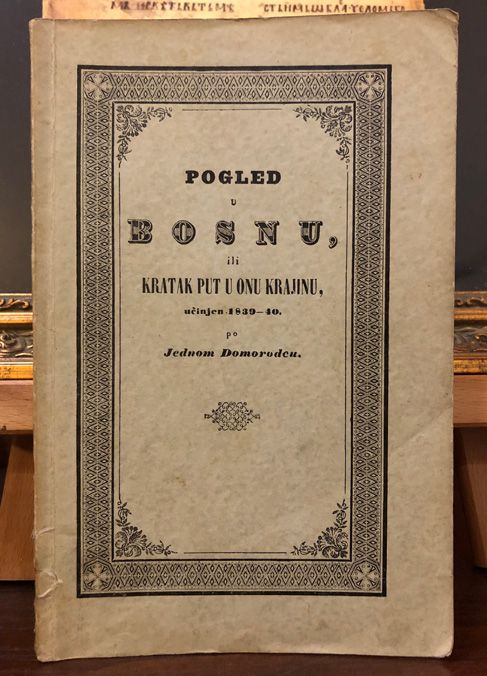 POGLED
U
BOSNU,
ili
KRATAK PUT U ONU KRAJINU,
učinjen 1839—40.
po
Jednom Domorodcu.